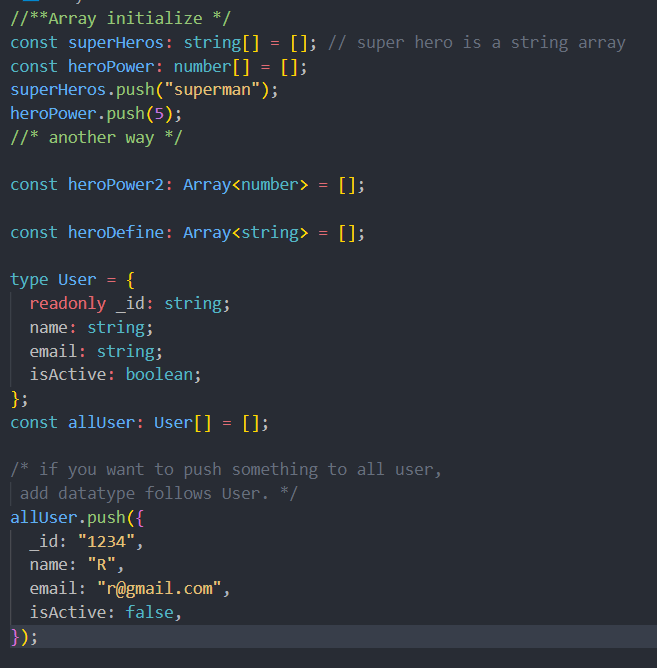 //**Array initialize */
const superHeros: string[] = []; // super hero is a string array
const heroPower: number[] = [];
superHeros.push("superman");
heroPower.push(5);
//* another way */

const heroPower2: Array<number> = [];

const heroDefine: Array<string> = [];

type User = {
  readonly _id: string;
  name: string;
  email: string;
  isActive: boolean;
};
const allUser: User[] = [];

/* if you want to push something to all user,
 add datatype follows User. */
allUser.push({
  _id: "1234",
  name: "R",
  email: "r@gmail.com",
  isActive: false,
});